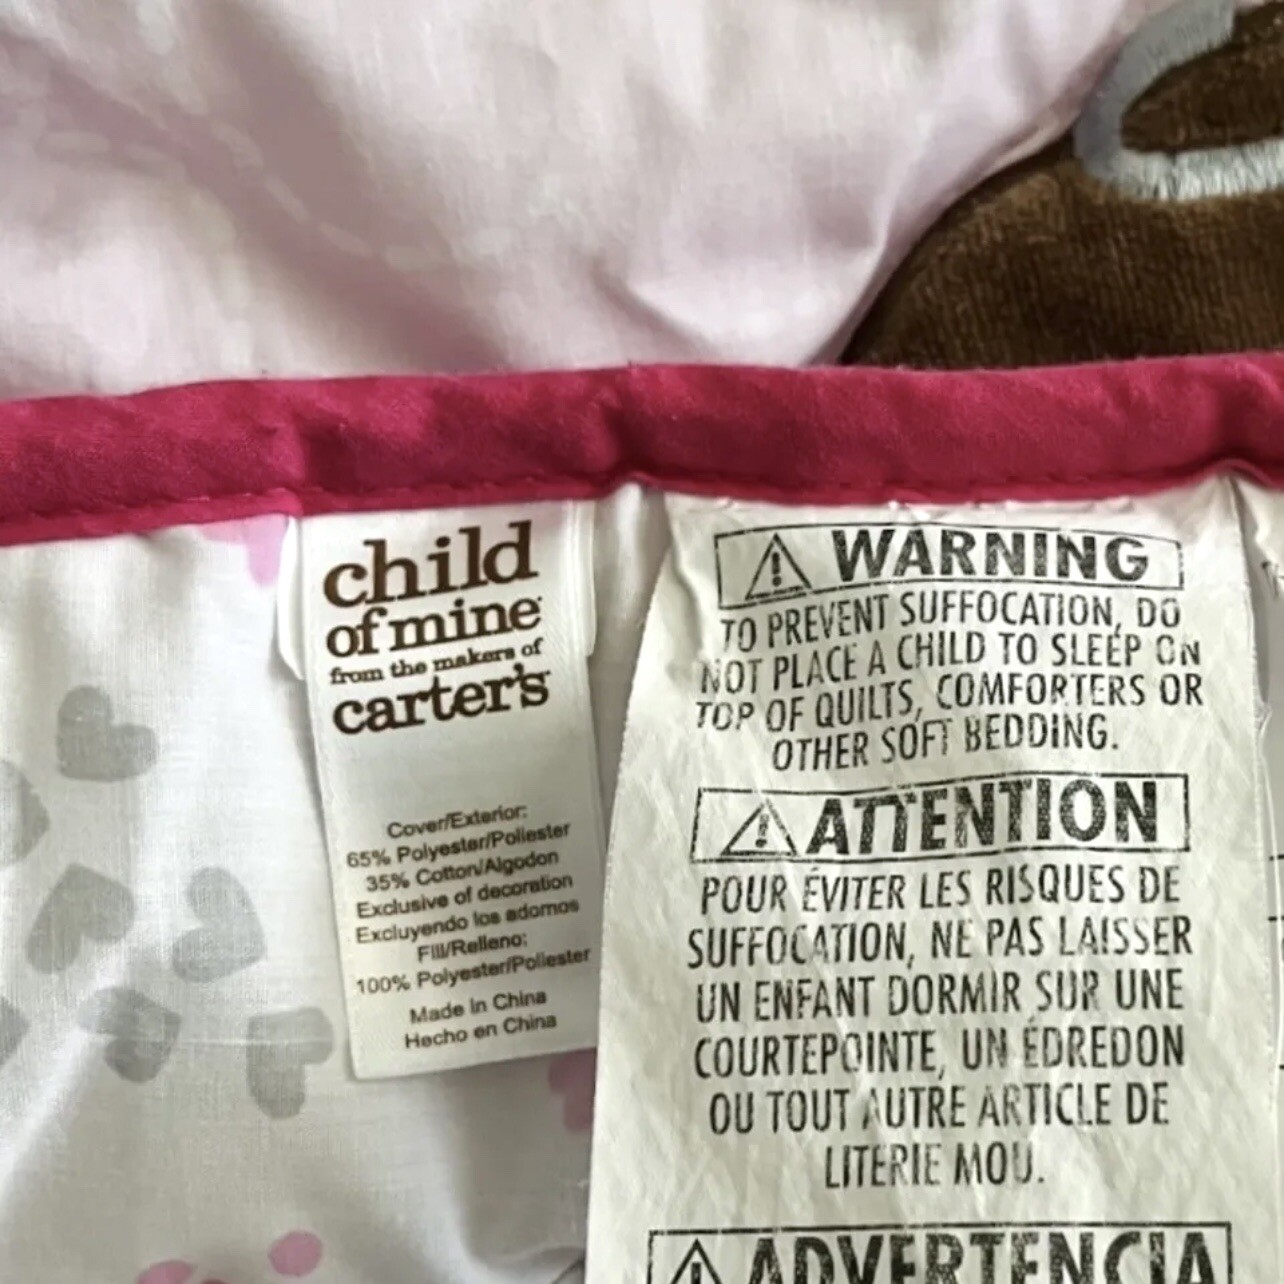 child
of mine
from the makers of
carter's
Cover/Exterior:
65% Polyester/Poliester
35% Cotton/Algodon
Exclusive of decoration
Excluyendo los adornos
Fill/Relleno:
100% Polyester/Poliester
Made in China
Hecho en China
WARNING
TO PREVENT SUFFOCATION, DO
NOT PLACE A CHILD TO SLEEP ON
TOP OF QUILTS, COMFORTERS OR
OTHER SOFT BEDDING.
ATTENTION
POUR ÉVITER LES RISQUES DE
SUFFOCATION, NE PAS LAISSER
UN ENFANT DORMIR SUR UNE
COURTEPOINTE, UN ÉDREDON
OU TOUT AUTRE ARTICLE DE
LITERIE MOU.
ADVERTENCIA